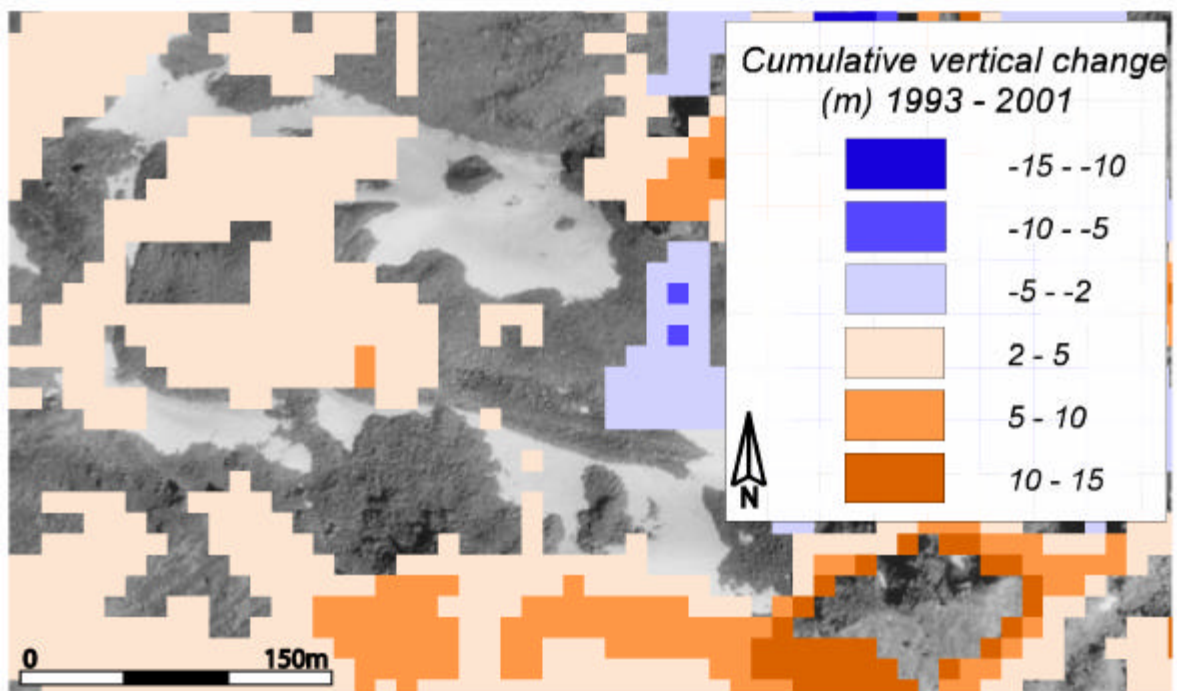 Cumulative vertical change
(m) 1993 - 2001
-15 - -10
-10 - -5
-5 - -2
2 - 5
5 - 10
10 - 15
N
0 150m